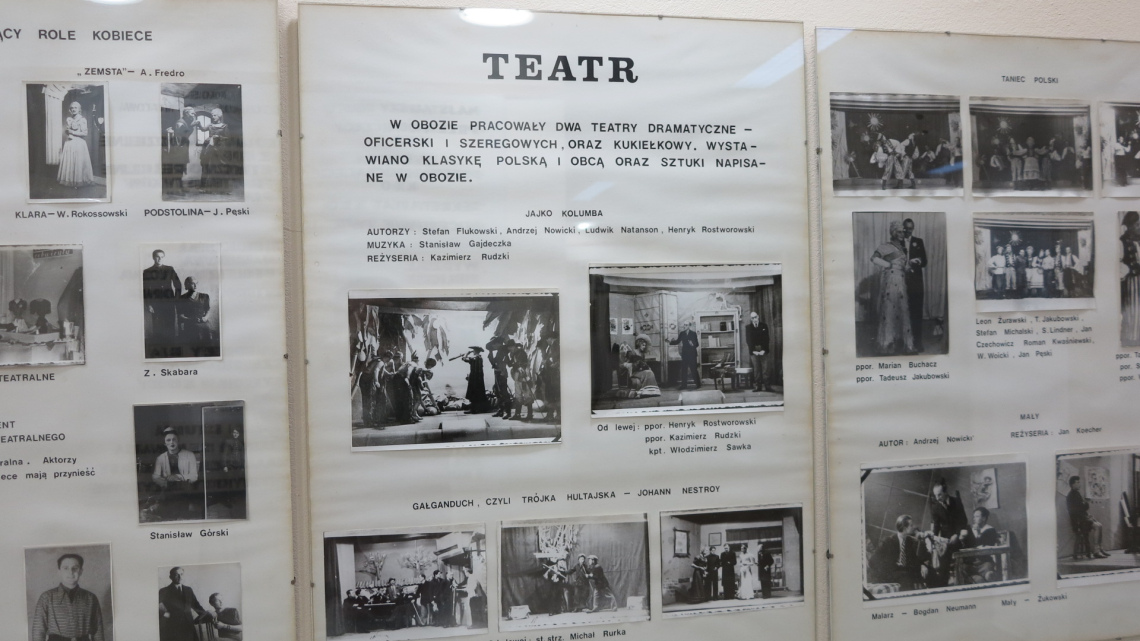 ROLE KOBIECE
„ZEMSTA" — A. Fredro
KLARA — W. Rokossowski
PODSTOLINA — J. Pęski
TEATRALNE
Z. Skabara
Aktorzy
mają przynieść
Stanisław Górski
TEATR
W OBOZIE PRACOWAŁY DWA TEATRY DRAMATYCZNE –
OFICERSKI I SZEREGOWYCH, ORAZ KUKIEŁKOWY. WYSTA–
WIANO KLASYKĘ POLSKĄ I OBCĄ ORAZ SZTUKI NAPISA–
NE W OBOZIE.
JAJKO KOLUMBA
AUTORZY : Stefan Flukowski, Andrzej Nowicki, Ludwik Natanson, Henryk Rostworowski
MUZYKA : Stanisław Gajdeczka
REŻYSERIA : Kazimierz Rudzki
Od lewej: ppor. Henryk Rostworowski
ppor. Kazimierz Rudzki
kpt. Włodzimierz Sawka
GAŁGANDUCH, CZYLI TRÓJKA HULTAJSKA – JOHANN NESTROY
st. strz. Michał Rurka
TANIEC POLSKI
ppor. Marian Buchacz
ppor. Tadeusz Jakubowski
Leon Żurawski, T. Jakubowski,
Stefan Michalski, S. Lindner, Jan
Czechowicz Roman Kwaśniewski,
W. Woicki, Jan Pęski
MAŁY
AUTOR: Andrzej Nowicki
REŻYSERIA: Jan Koecher
Malarz – Bogdan Neumann
Mały – Żukowski